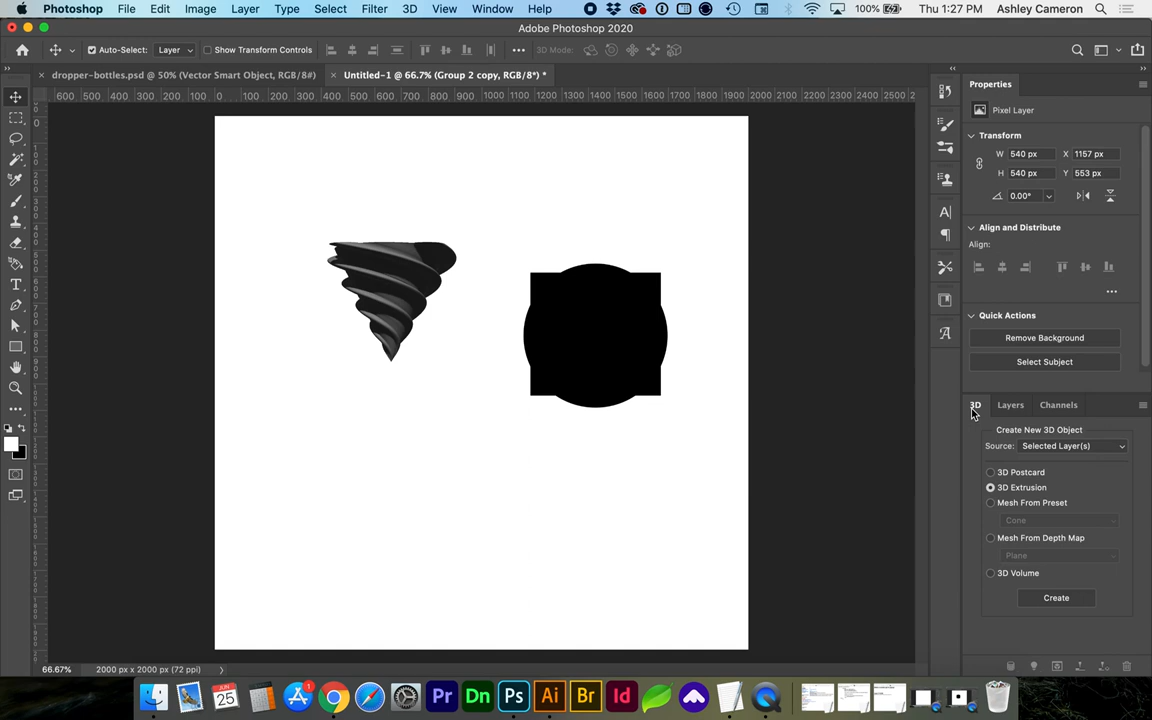 Photoshop File Edit Image Layer Type Select Filter 3D View Window Help 100% Thu 1:27 PM Ashley Cameron
Adobe Photoshop 2020
Auto-Select: Layer Show Transform Controls 3D Mode:
dropper-bottles.psd @ 50% (Vector Smart Object, RGB/8#) Untitled-1 @ 66.7% (Group 2 copy, RGB/8*) *
600 500 400 300 200 100 0 100 200 300 400 500 600 700 800 900 1000 1100 1200 1300 1400 1500 1600 1700 1800 1900 2000 2100 2200 2300 2400 2500
Properties
Pixel Layer
Transform
W 540 px X 1157 px
H 540 px Y 553 px
0.00°
Align and Distribute
Align:
Quick Actions
Remove Background
Select Subject
3D Layers Channels
Create New 3D Object
Source: Selected Layer(s)
3D Postcard
3D Extrusion
Mesh From Preset
Cone
Mesh From Depth Map
Plane
3D Volume
Create
66.67% 2000 px x 2000 px (72 ppi)
JUN
25
1
Pr Dn Ps Ai Br Id